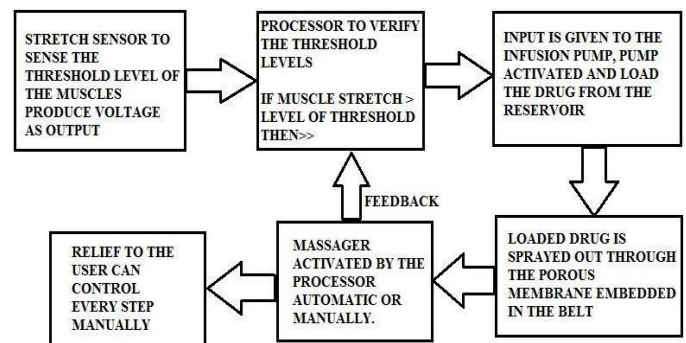 STRETCH SENSOR TO
SENSE THE
THRESHOLD LEVEL OF
THE MUSCLES
PRODUCE VOLTAGE
AS OUTPUT
PROCESSOR TO VERIFY
THE THRESHOLD
LEVELS
IF MUSCLE STRETCH >
LEVEL OF THRESHOLD
THEN>>
INPUT IS GIVEN TO THE
INFUSION PUMP, PUMP
ACTIVATED AND LOAD
THE DRUG FROM THE
RESERVOIR
LOADED DRUG IS
SPRAYED OUT THROUGH
THE POROUS
MEMBRANE EMBEDDED
IN THE BELT
MASSAGER
ACTIVATED BY THE
PROCESSOR
AUTOMATIC OR
MANUALLY.
FEEDBACK
RELIEF TO THE
USER CAN
CONTROL
EVERY STEP
MANUALLY